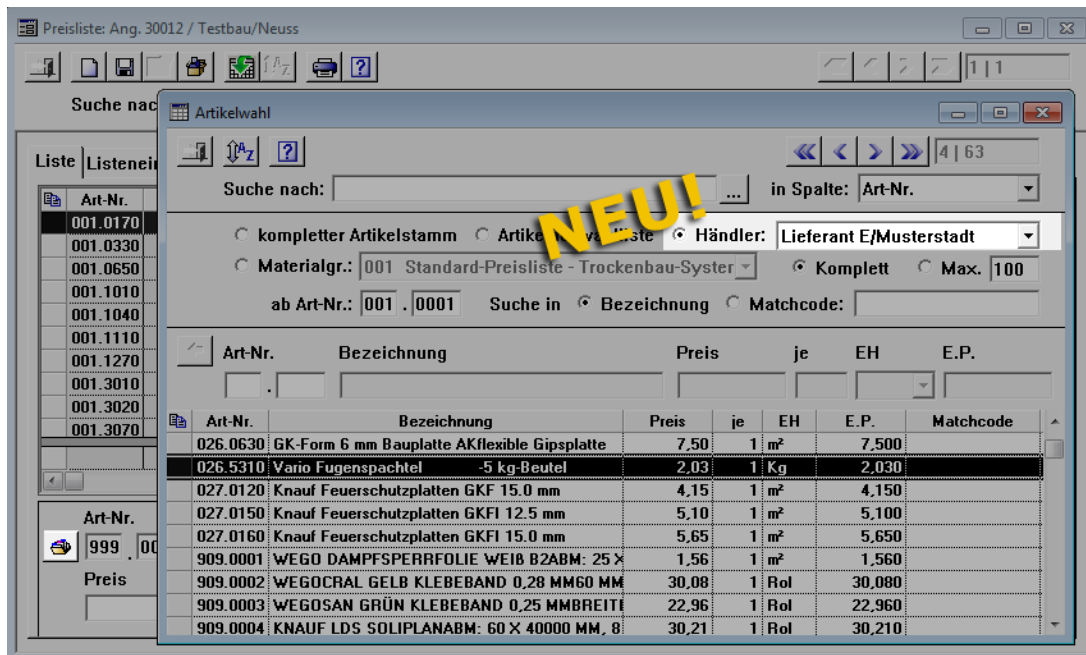 Preisliste: Ang. 30012 / Testbau/Neuss
1 | 1
Suche nac
Artikelwahl
4 | 63
Suche nach: ... in Spalte: Art-Nr.
NEU!
kompletter Artikelstamm Händler: Lieferant E/Musterstadt
Materialgr.: 001 Standard-Preisliste - Trockenbau-Syster Komplett Max. 100
ab Art-Nr.: 001 . 0001 Suche in Bezeichnung Matchcode:
Art-Nr. Bezeichnung Preis je EH E.P.
.
Art-Nr. Bezeichnung Preis je EH E.P. Matchcode
026.0630 GK-Form 6 mm Bauplatte AKflexible Gipsplatte 7,50 1 m² 7,500
026.5310 Vario Fugenspachtel -5 kg-Beutel 2,03 1 Kg 2,030
027.0120 Knauf Feuerschutzplatten GKF 15.0 mm 4,15 1 m² 4,150
027.0150 Knauf Feuerschutzplatten GKFI 12.5 mm 5,10 1 m² 5,100
027.0160 Knauf Feuerschutzplatten GKFI 15.0 mm 5,65 1 m² 5,650
909.0001 WEGO DAMPFSPERRFOLIE WEIß B2ABM: 25 X 1,56 1 m² 1,560
909.0002 WEGOCRAL GELB KLEBEBAND 0,28 MM60 MM 30,08 1 Rol 30,080
909.0003 WEGOSAN GRÜN KLEBEBAND 0,25 MMBREITI 22,96 1 Rol 22,960
909.0004 KNAUF LDS SOLIPLANABM: 60 X 40000 MM, 8 30,21 1 Rol 30,210
Liste Listenei
Art-Nr.
001.0170
001.0330
001.0650
001.1010
001.1040
001.1110
001.1270
001.3010
001.3020
001.3070
Art-Nr.
999 . 00
Preis